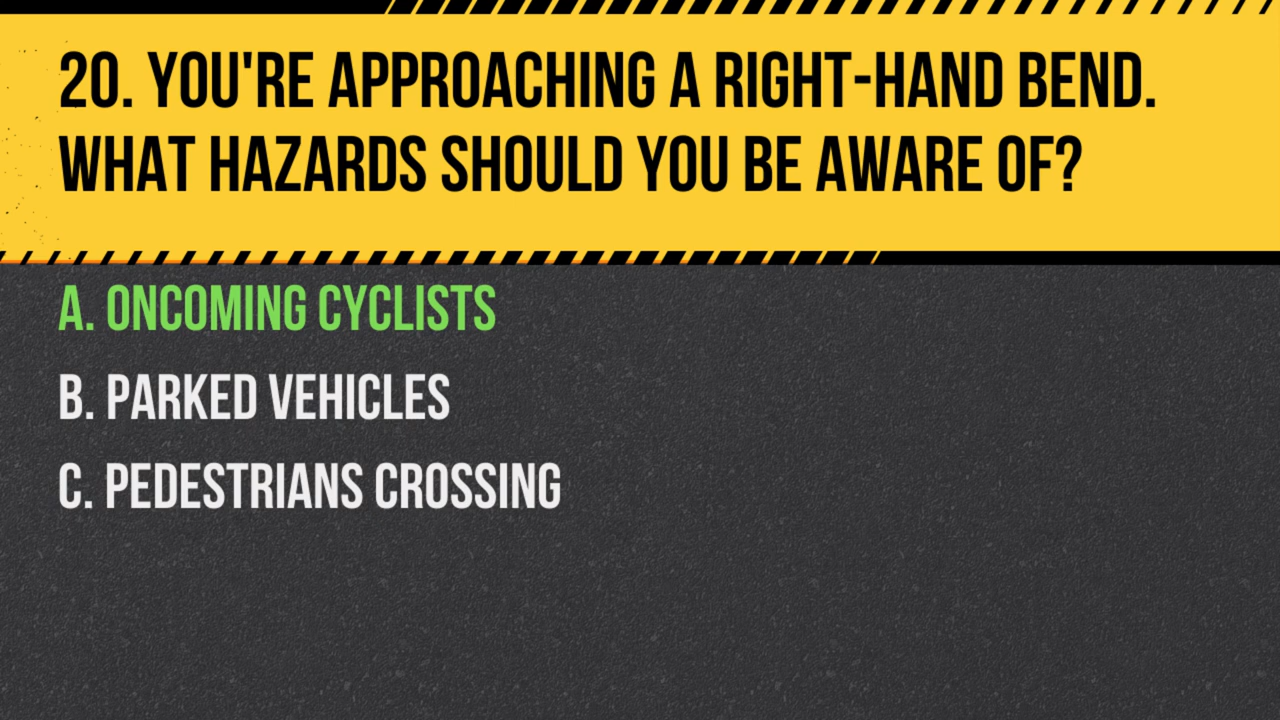 20. YOU'RE APPROACHING A RIGHT-HAND BEND.
WHAT HAZARDS SHOULD YOU BE AWARE OF?
A. ONCOMING CYCLISTS
B. PARKED VEHICLES
C. PEDESTRIANS CROSSING